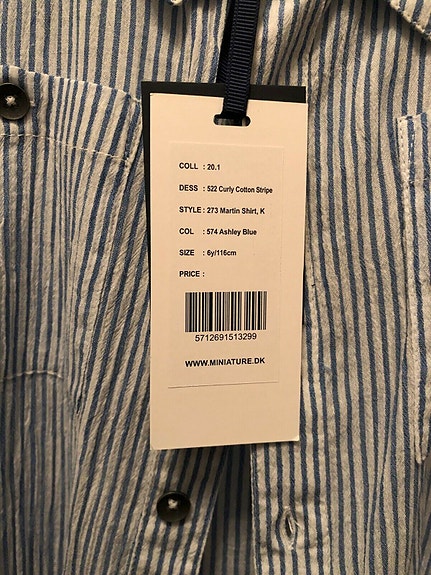 COLL : 20.1
DESS : 522 Curly Cotton Stripe
STYLE : 273 Martin Shirt, K
COL : 574 Ashley Blue
SIZE : 6y/116cm
PRICE :
5712691513299
WWW.MINIATURE.DK